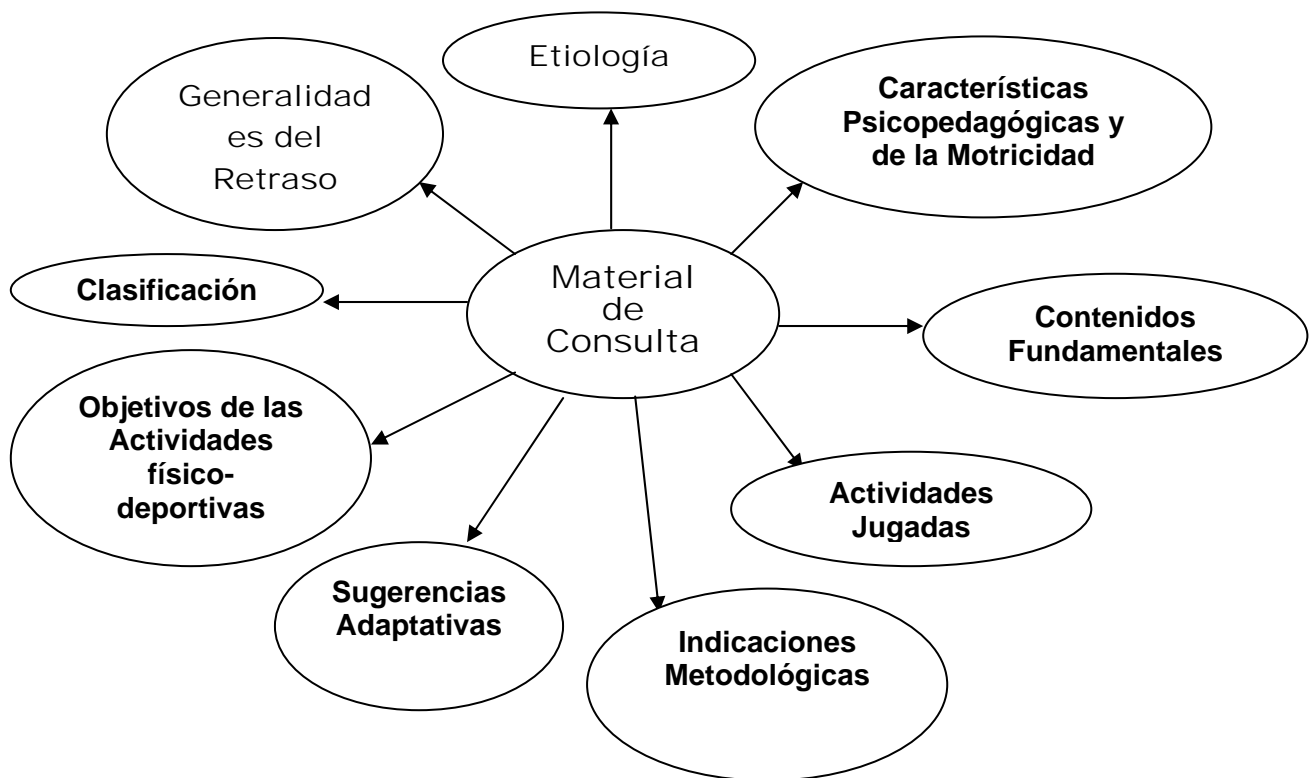 Etiología
Generalidad
es del
Retraso
Características
Psicopedagógicas y
de la Motricidad
Clasificación
Material
de
Consulta
Contenidos
Fundamentales
Objetivos de las
Actividades
físico-
deportivas
Actividades
Jugadas
Sugerencias
Adaptativas
Indicaciones
Metodológicas